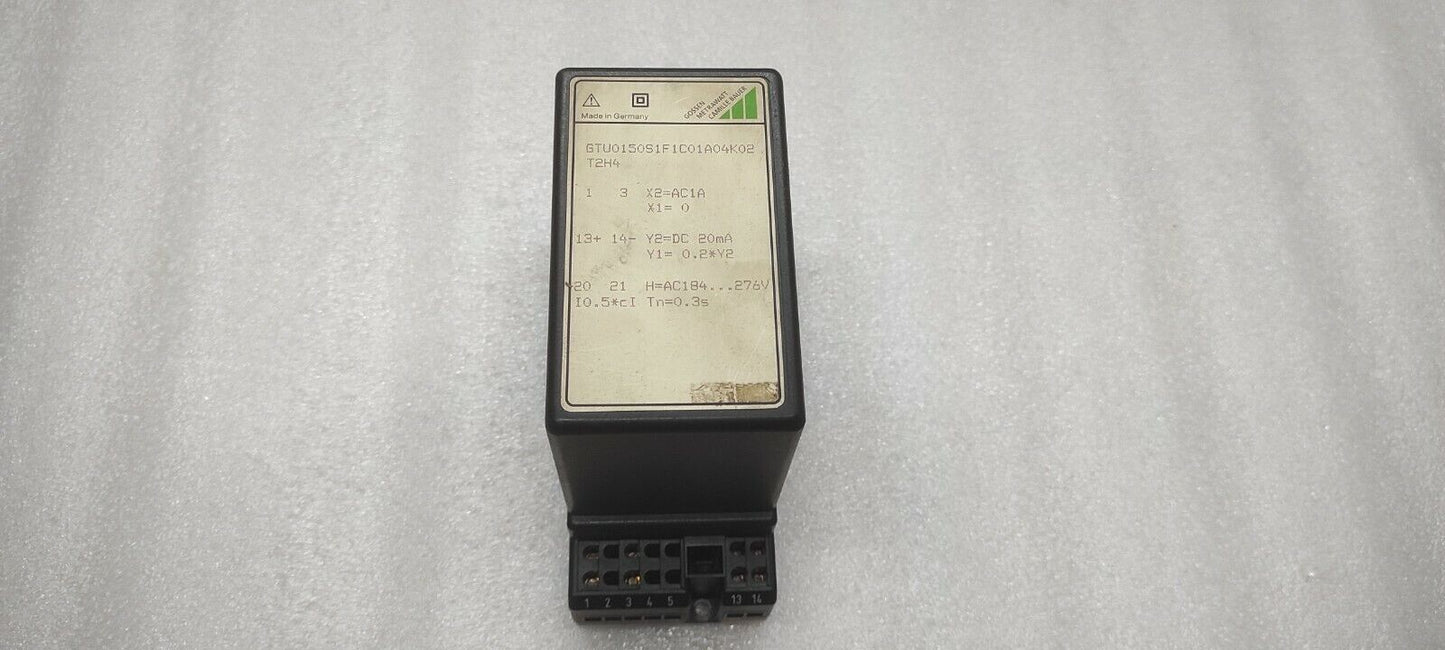 Made in Germany
GOSSEN
METRAWATT
CAMILLE BAUER
GTU0150S1F1C01A04K02
T2H4
1 3 X2=AC1A
X1= 0
13+ 14- Y2=DC 20mA
Y1= 0.2*Y2
20 21 H=AC184...276V
I0.5*cI Tn=0.3s
1 2 3 4 5 13 14